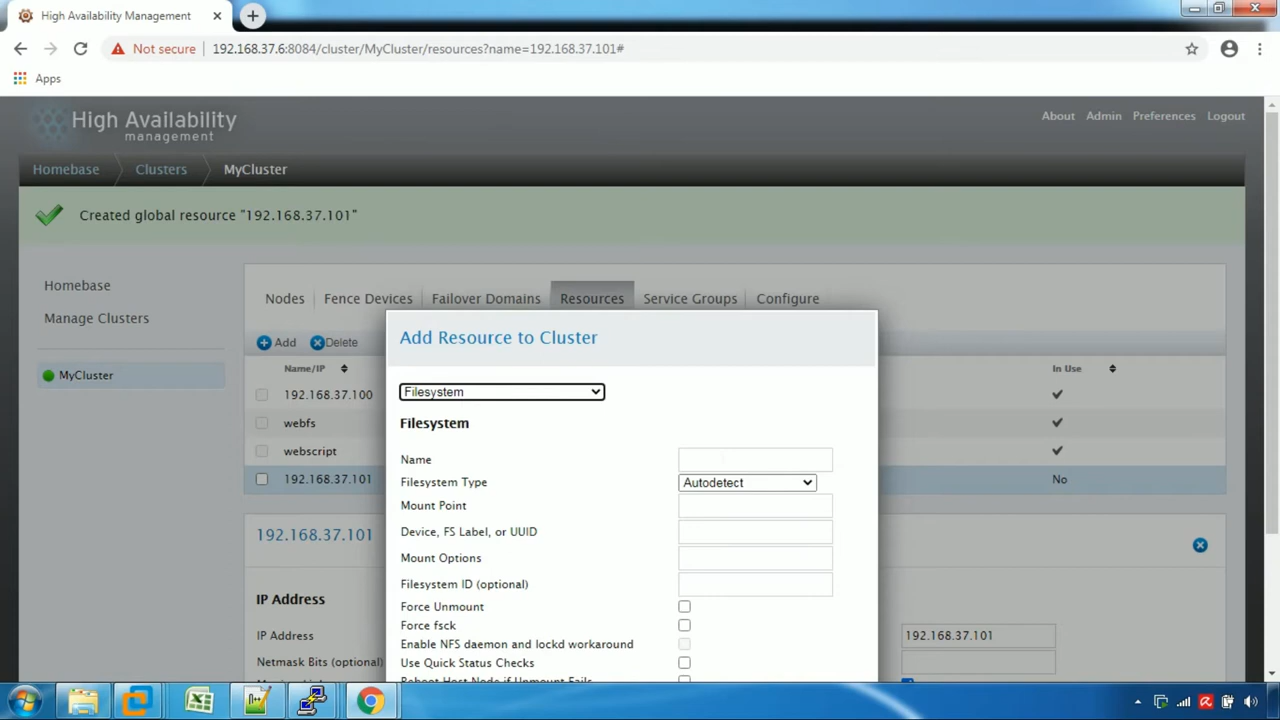 High Availability Management
Not secure
192.168.37.6:8084/cluster/MyCluster/resources?name=192.168.37.101#
Apps
High Availability
management
About
Admin
Preferences
Logout
Homebase
Clusters
MyCluster
Created global resource "192.168.37.101"
Homebase
Manage Clusters
MyCluster
Nodes
Fence Devices
Failover Domains
Resources
Service Groups
Configure
Add
Delete
Name/IP
In Use
192.168.37.100
webfs
webscript
192.168.37.101
No
192.168.37.101
IP Address
IP Address
192.168.37.101
Netmask Bits (optional)
Add Resource to Cluster
Filesystem
Filesystem
Name
Filesystem Type
Autodetect
Mount Point
Device, FS Label, or UUID
Mount Options
Filesystem ID (optional)
Force Unmount
Force fsck
Enable NFS daemon and lockd workaround
Use Quick Status Checks
Reboot Host Node if Unmount Fails